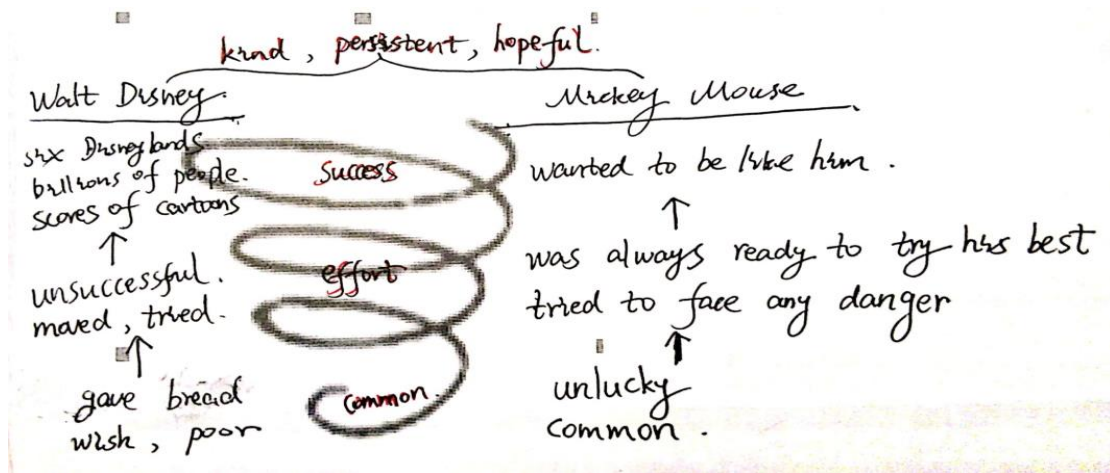 kind, persistent, hopeful.
Walt Disney.
six Disneylands
billions of people.
scores of cartoons
unsuccessful.
moved, tried.
gave bread
wish, poor
success
effort
common.
Mickey Mouse
wanted to be like him.
was always ready to try his best
tried to face any danger
unlucky
common.